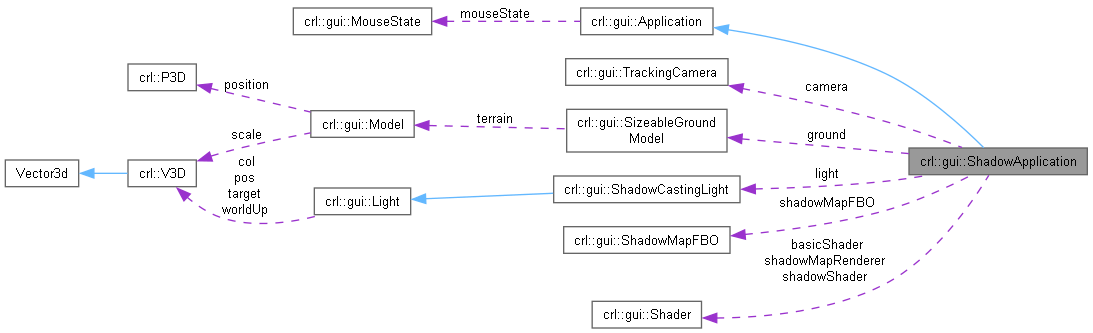 crl::gui::MouseState
mouseState
crl::gui::Application
crl::P3D
position
crl::gui::TrackingCamera
camera
crl::gui::Model
terrain
crl::gui::SizeableGround
Model
ground
scale
Vector3d
crl::V3D
col
pos
target
worldUp
crl::gui::Light
crl::gui::ShadowCastingLight
light
crl::gui::ShadowApplication
crl::gui::ShadowMapFBO
shadowMapFBO
crl::gui::Shader
basicShader
shadowMapRenderer
shadowShader